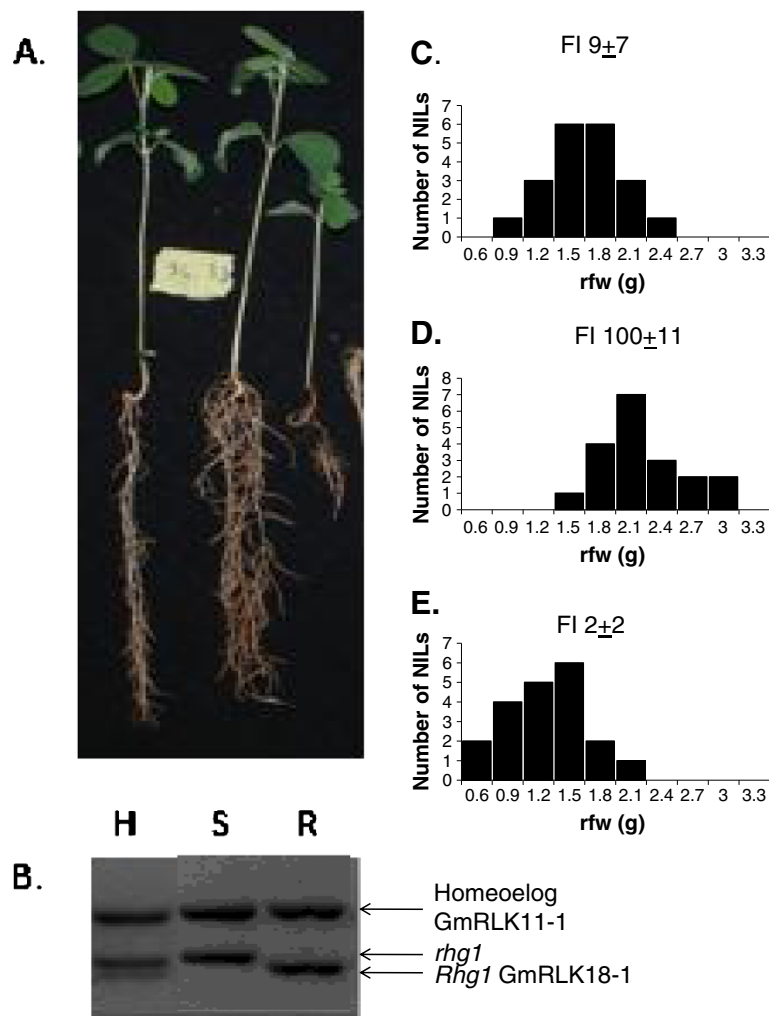 A.
C.
FI 9±7
Number of NILs
7
6
5
4
3
2
1
0
0.6 0.9 1.2 1.5 1.8 2.1 2.4 2.7 3 3.3
rfw (g)
D.
FI 100±11
Number of NILs
8
7
6
5
4
3
2
1
0
0.6 0.9 1.2 1.5 1.8 2.1 2.4 2.7 3 3.3
rfw (g)
E.
FI 2±2
Number of NILs
7
6
5
4
3
2
1
0
0.6 0.9 1.2 1.5 1.8 2.1 2.4 2.7 3 3.3
rfw (g)
H S R
B.
Homeoelog
GmRLK11-1
rhg1
Rhg1 GmRLK18-1